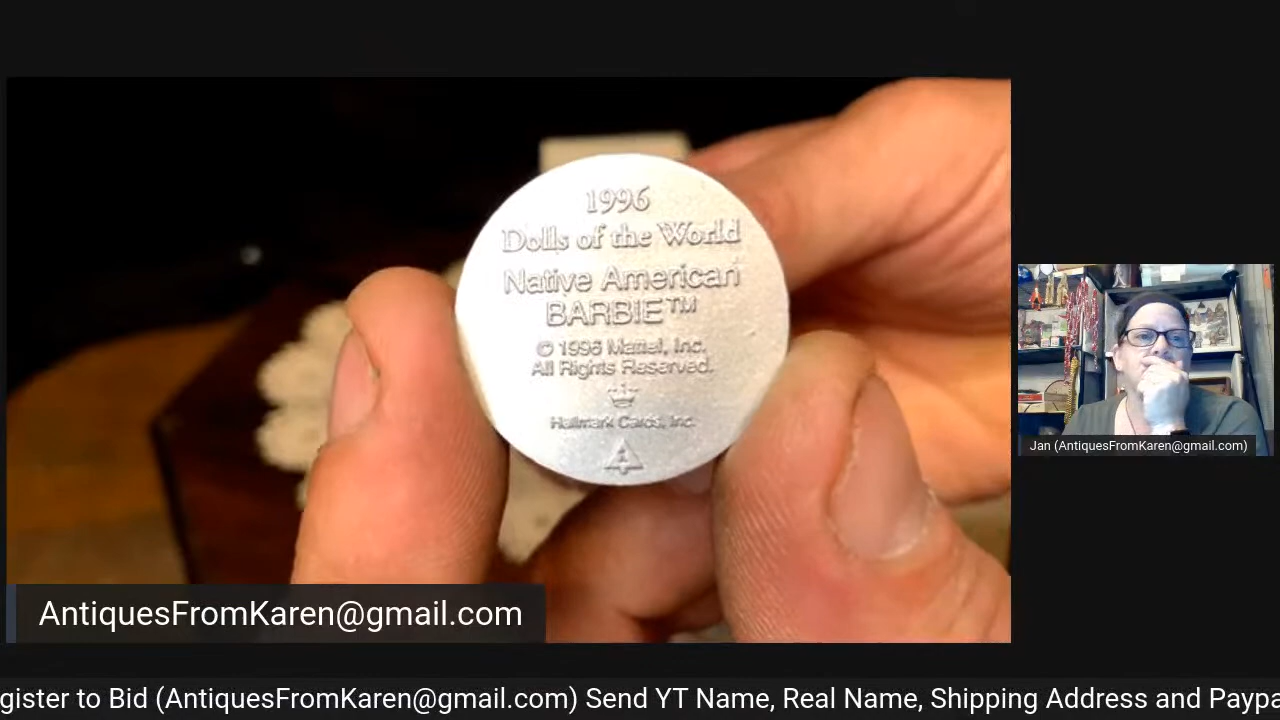 1996
Dolls of the World
Native American
BARBIE™
© 1996 Mattel, Inc.
All Rights Reserved.
Hallmark Cards, Inc.
1
AntiquesFromKaren@gmail.com
Jan (AntiquesFromKaren@gmail.com)
gister to Bid (AntiquesFromKaren@gmail.com) Send YT Name, Real Name, Shipping Address and Paypa